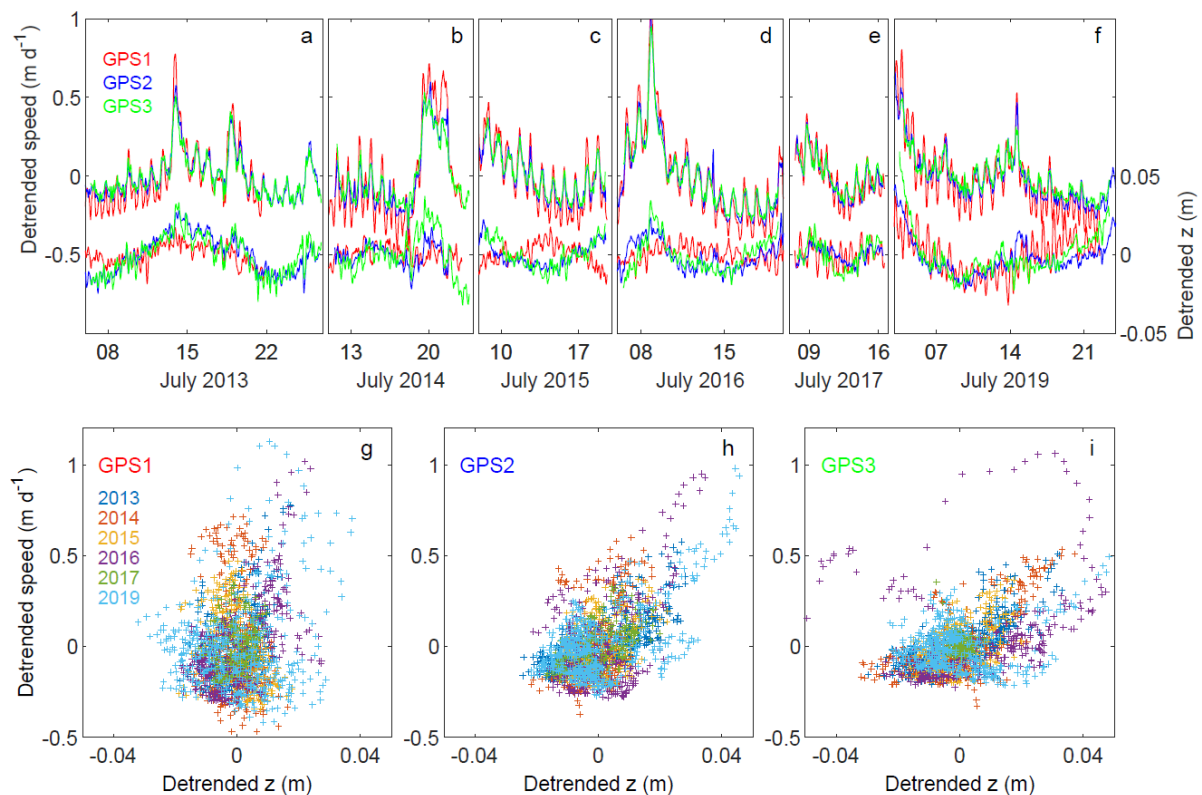 a b c d e f
GPS1
GPS2
GPS3
Detrended speed (m d-1)
1
0.5
0
-0.5
0.05
0
-0.05
Detrended z (m)
08 15 22 13 20 10 17 08 15 09 16 07 14 21
July 2013 July 2014 July 2015 July 2016 July 2017 July 2019
g h i
GPS1 GPS2 GPS3
2013
2014
2015
2016
2017
2019
Detrended speed (m d-1)
1 1 1
0.5 0.5 0.5
0 0 0
-0.5 -0.5 -0.5
-0.04 0 0.04 -0.04 0 0.04 -0.04 0 0.04
Detrended z (m) Detrended z (m) Detrended z (m)